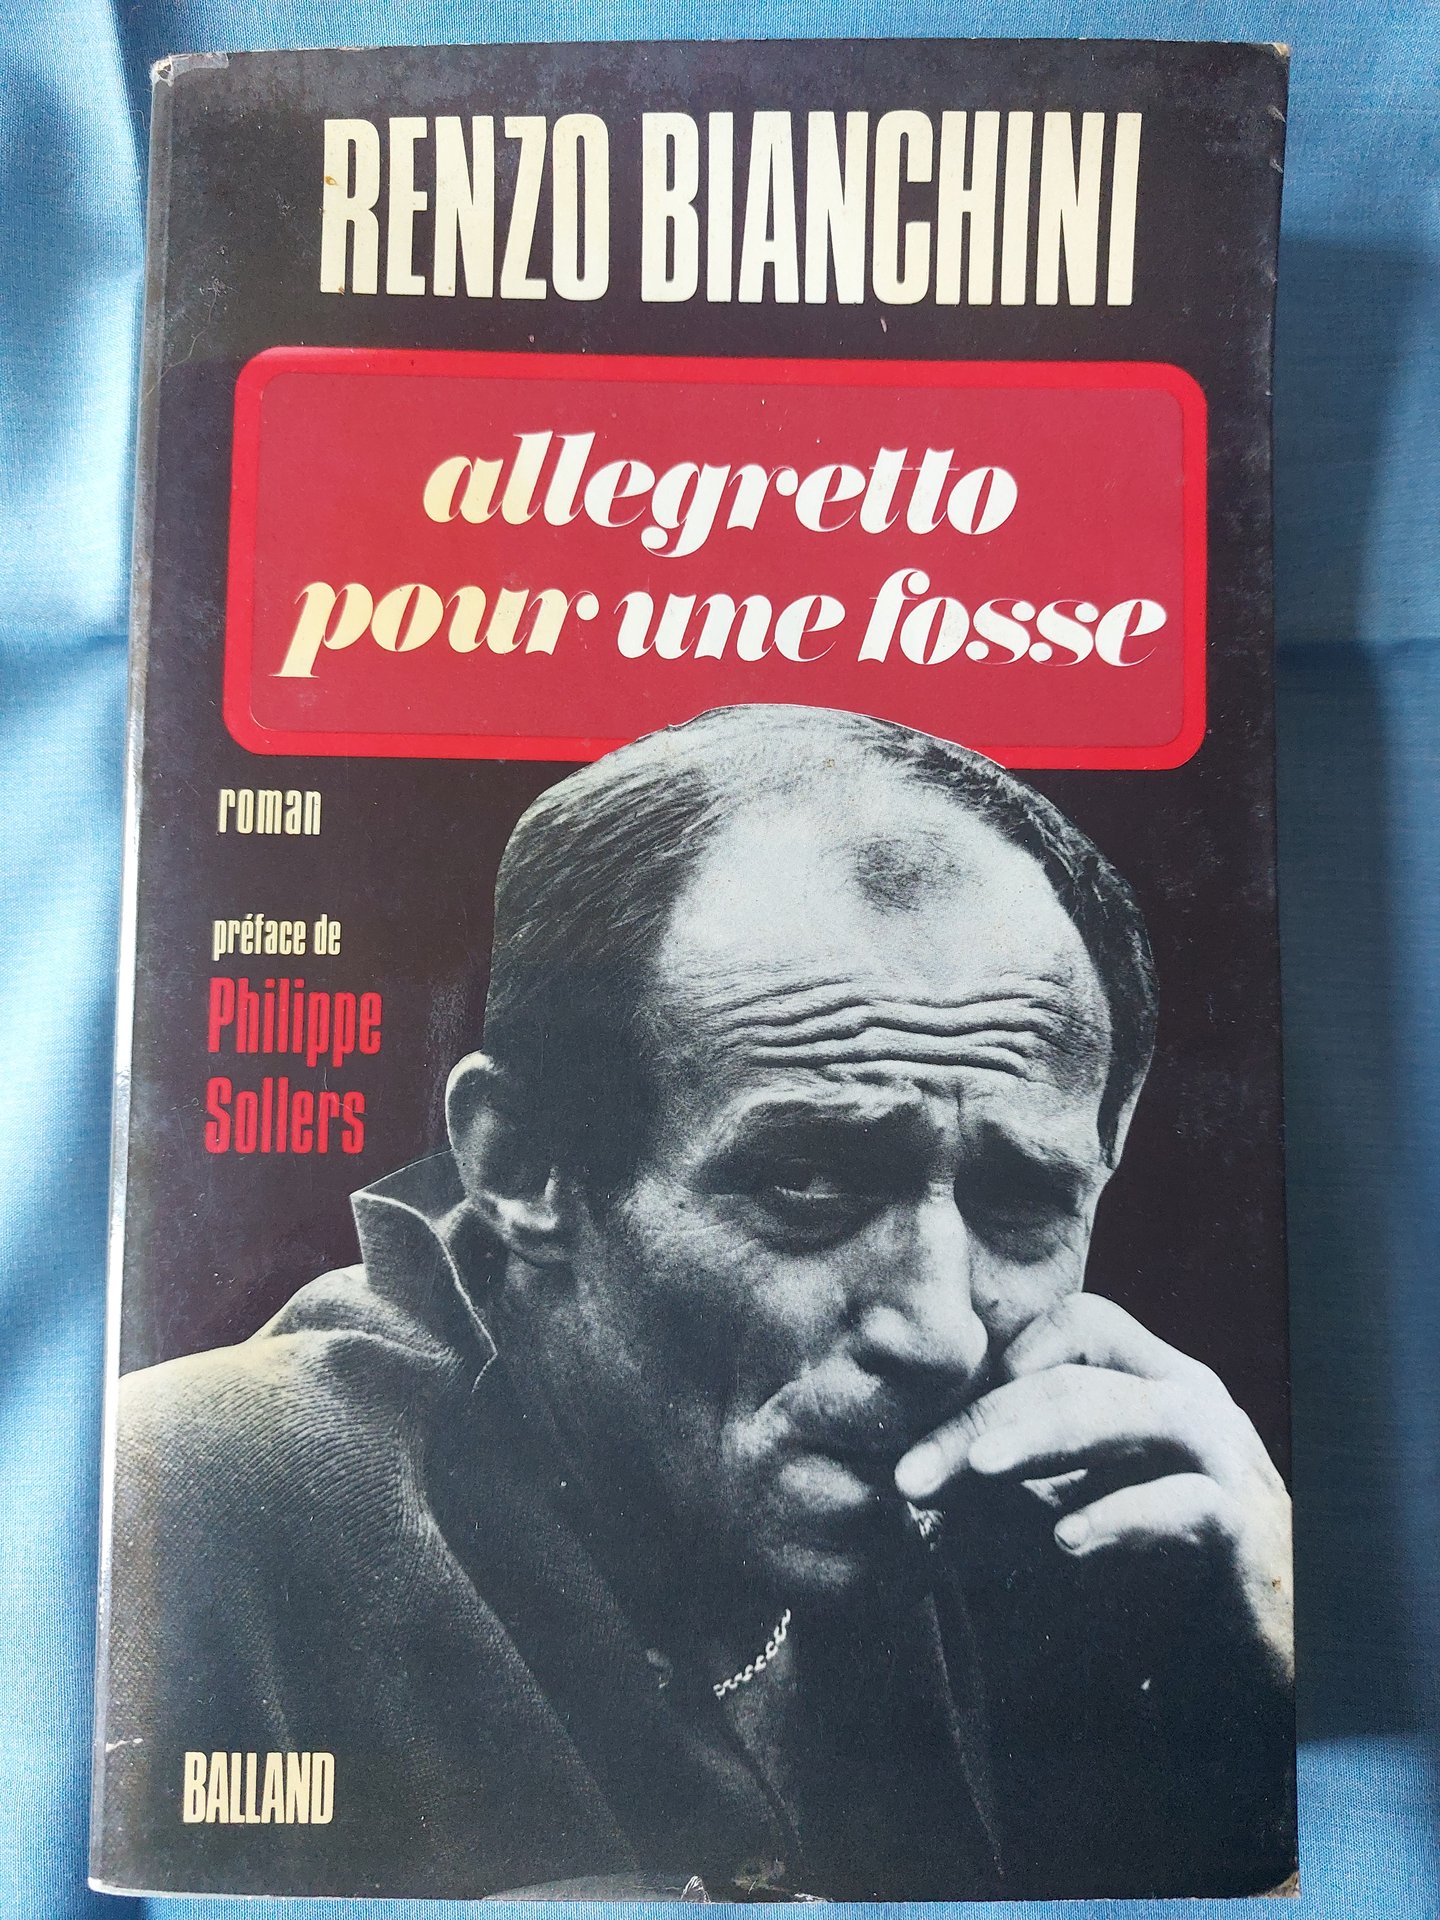 RENZO BIANCHINI
allegretto
pour une fosse
roman
préface de
Philippe
Sollers
BALLAND